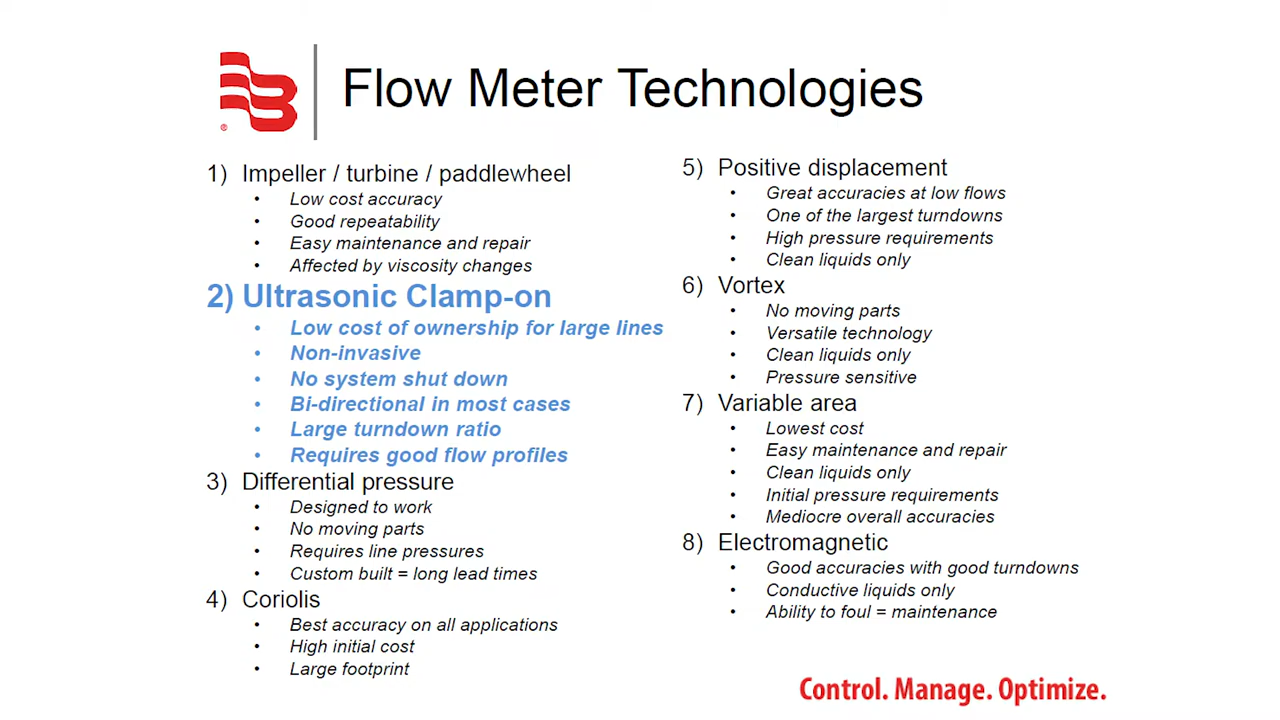 Flow Meter Technologies
1) Impeller / turbine / paddlewheel
• Low cost accuracy
• Good repeatability
• Easy maintenance and repair
• Affected by viscosity changes
2) Ultrasonic Clamp-on
• Low cost of ownership for large lines
• Non-invasive
• No system shut down
• Bi-directional in most cases
• Large turndown ratio
• Requires good flow profiles
3) Differential pressure
• Designed to work
• No moving parts
• Requires line pressures
• Custom built = long lead times
4) Coriolis
• Best accuracy on all applications
• High initial cost
• Large footprint
5) Positive displacement
• Great accuracies at low flows
• One of the largest turndowns
• High pressure requirements
• Clean liquids only
6) Vortex
• No moving parts
• Versatile technology
• Clean liquids only
• Pressure sensitive
7) Variable area
• Lowest cost
• Easy maintenance and repair
• Clean liquids only
• Initial pressure requirements
• Mediocre overall accuracies
8) Electromagnetic
• Good accuracies with good turndowns
• Conductive liquids only
• Ability to foul = maintenance
®
Control. Manage. Optimize.